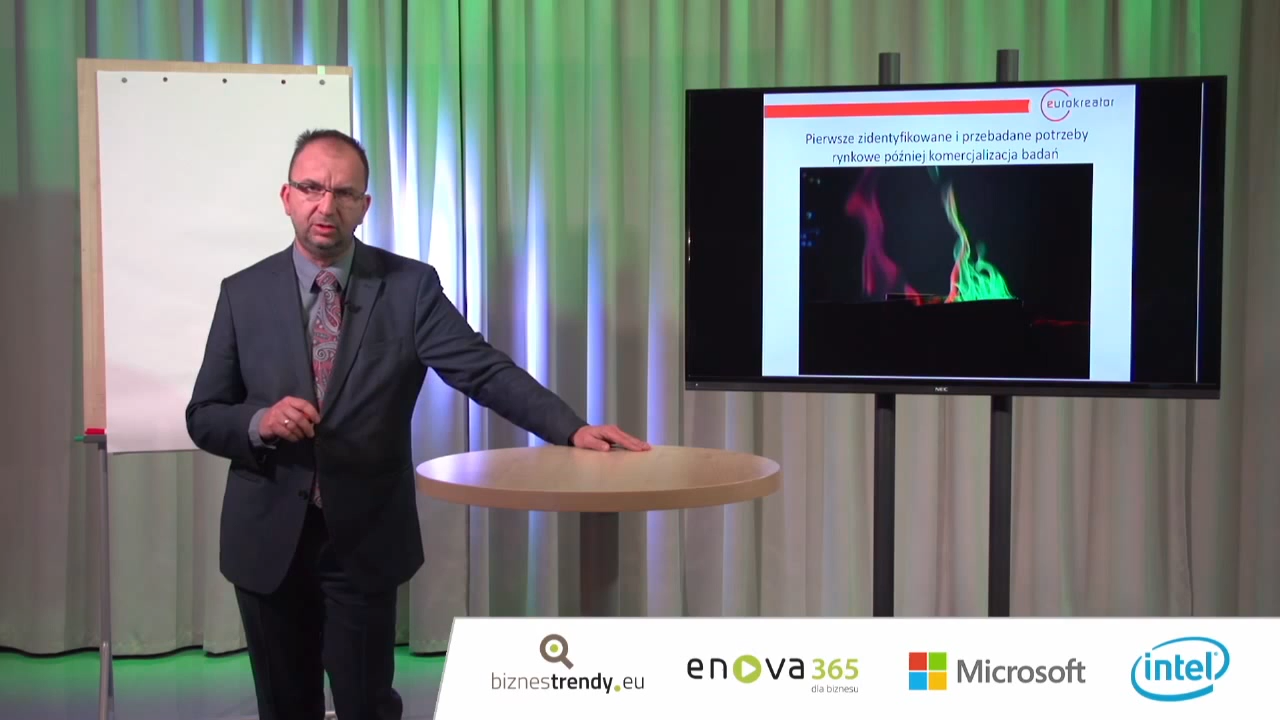 eurokreator
Pierwsze zidentyfikowane i przebadane potrzeby
rynkowe później komercjalizacja badań
NEC
biznestrendy.eu
enova365
dla biznesu
Microsoft
intel